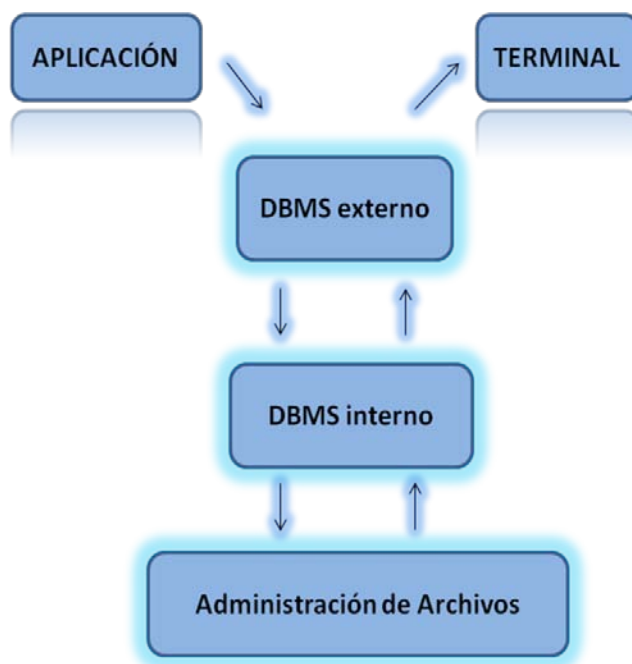 APLICACIÓN
TERMINAL
DBMS externo
DBMS interno
Administración de Archivos